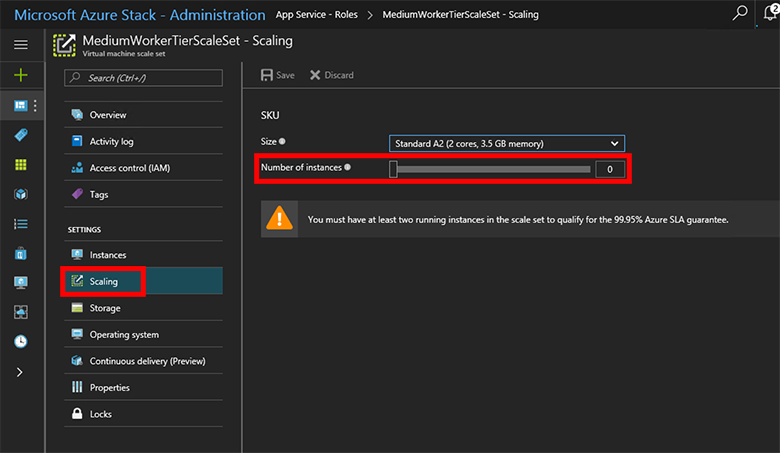 Microsoft Azure Stack - Administration App Service - Roles > MediumWorkerTierScaleSet - Scaling
2
MediumWorkerTierScaleSet - Scaling
Virtual machine scale set
Search (Ctrl+/)
Save Discard
Overview
Activity log
Access control (IAM)
Tags
SETTINGS
Instances
Scaling
Storage
Operating system
Continuous delivery (Preview)
Properties
Locks
SKU
Size Standard A2 (2 cores, 3.5 GB memory)
Number of instances 0
You must have at least two running instances in the scale set to qualify for the 99.95% Azure SLA guarantee.